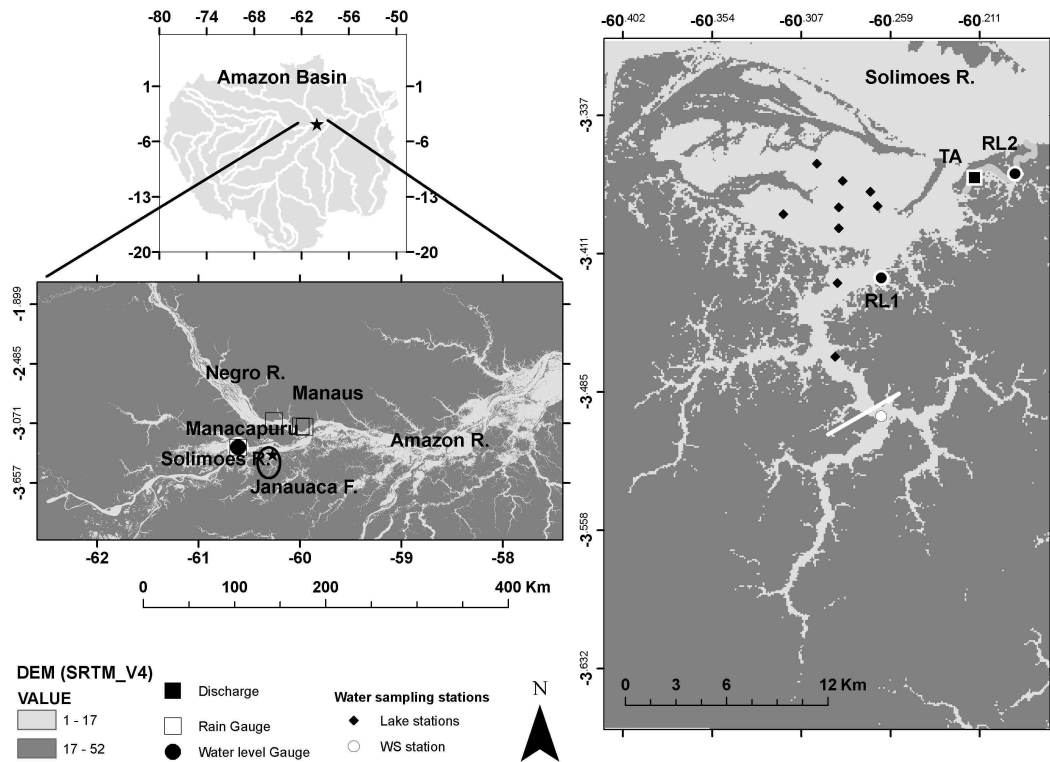 -80 -74 -68 -62 -56 -50
Amazon Basin
1 1
-6 -6
-13 -13
-20 -20
-1.899
-2.485
-3.071
-3.657
Negro R.
Manaus
Manacapuru
Amazon R.
Solimoes R.
Janauaca F.
-62 -61 -60 -59 -58
0 100 200 400 Km
DEM (SRTM_V4)
VALUE
1 - 17
17 - 52
Discharge
Rain Gauge
Water level Gauge
Water sampling stations
Lake stations
WS station
N
-60.402 -60.354 -60.307 -60.259 -60.211
-3.337
-3.411
-3.485
-3.558
-3.632
Solimoes R.
TA
RL2
RL1
0 3 6 12 Km